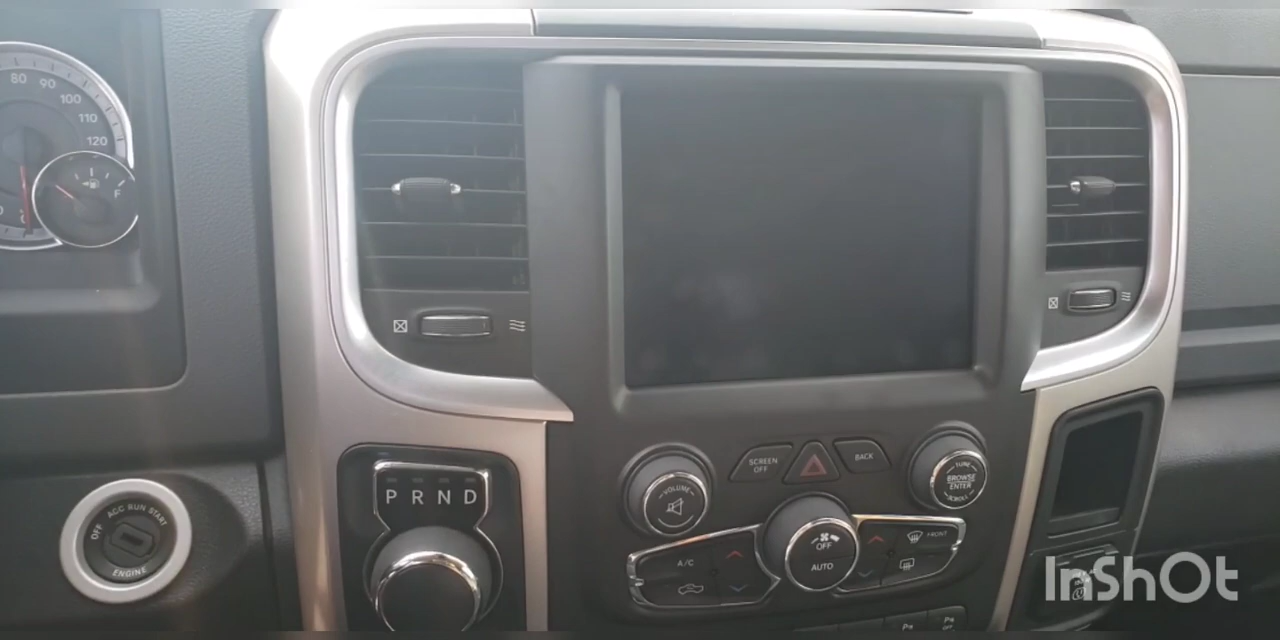 80
90
100
110
120
F
OFF ACC RUN START
ENGINE
P R N D
VOLUME
SCREEN
OFF
BACK
TUNE
BROWSE
ENTER
SCROLL
A/C
OFF
AUTO
FRONT
P
P
OFF
InShOt